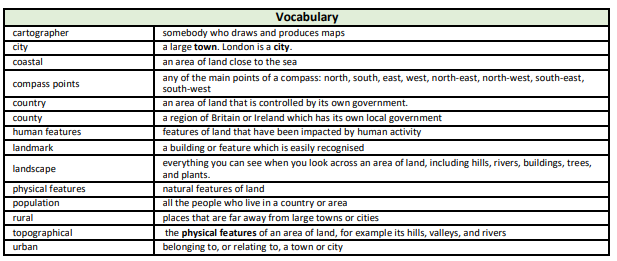 Vocabulary
cartographer somebody who draws and produces maps
city a large town. London is a city.
coastal an area of land close to the sea
compass points any of the main points of a compass: north, south, east, west, north-east, north-west, south-east,
south-west
country an area of land that is controlled by its own government.
county a region of Britain or Ireland which has its own local government
human features features of land that have been impacted by human activity
landmark a building or feature which is easily recognised
landscape everything you can see when you look across an area of land, including hills, rivers, buildings, trees,
and plants.
physical features natural features of land
population all the people who live in a country or area
rural places that are far away from large towns or cities
topographical the physical features of an area of land, for example its hills, valleys, and rivers
urban belonging to, or relating to, a town or city